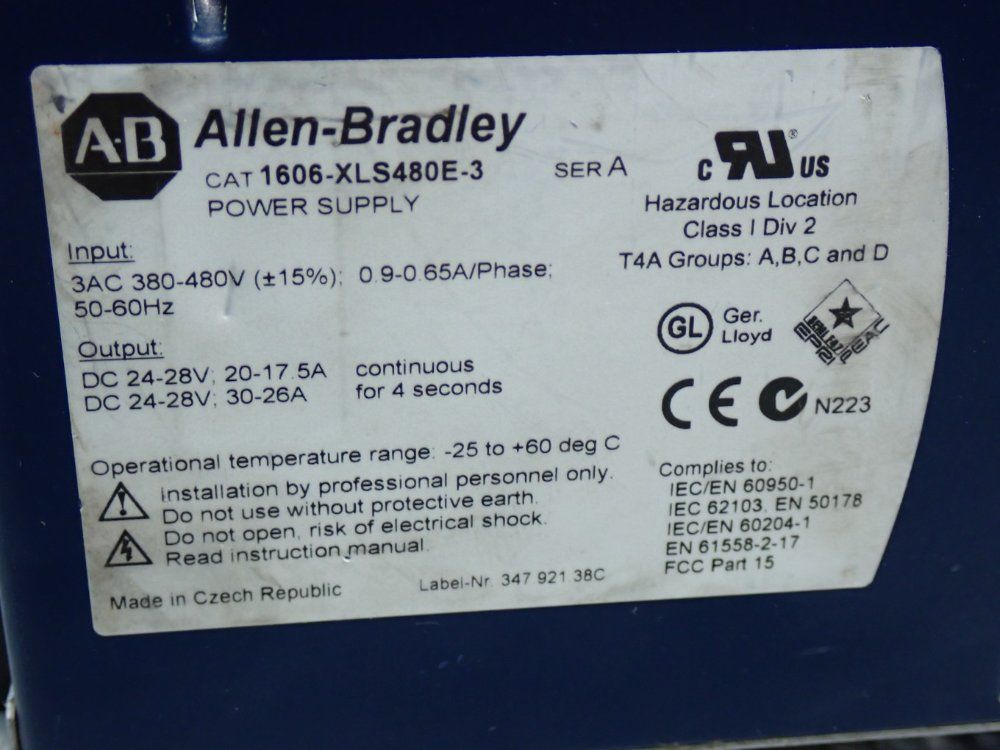 A-B Allen-Bradley
CAT 1606-XLS480E-3 SER A
POWER SUPPLY
Input:
3AC 380-480V (±15%); 0.9-0.65A/Phase;
50-60Hz
Output:
DC 24-28V; 20-17.5A continuous
DC 24-28V; 30-26A for 4 seconds
Operational temperature range: -25 to +60 deg C
Installation by professional personnel only.
Do not use without protective earth.
Do not open, risk of electrical shock.
Read instruction manual.
Made in Czech Republic Label-Nr. 347 921 38C
C RU ® US
Hazardous Location
Class I Div 2
T4A Groups: A,B,C and D
GL Ger.
Lloyd
SEMI F47
EPRI
CE N223
Complies to:
IEC/EN 60950-1
IEC 62103, EN 50178
IEC/EN 60204-1
EN 61558-2-17
FCC Part 15